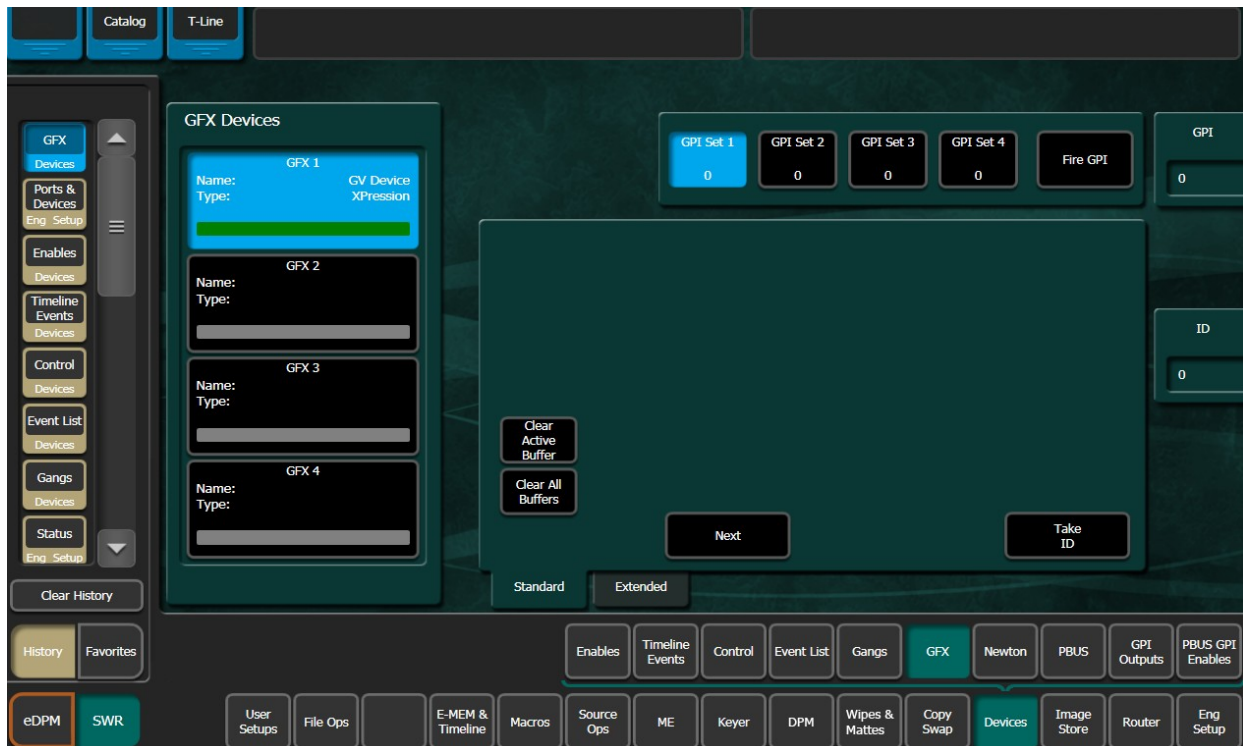 Catalog
T-Line
GFX
Devices
Ports &
Devices
Eng Setup
Enables
Devices
Timeline
Events
Devices
Control
Devices
Event List
Devices
Gangs
Devices
Status
Eng Setup
Clear History
History
Favorites
GFX Devices
GFX 1
Name: GV Device
Type: XPression
GFX 2
Name:
Type:
GFX 3
Name:
Type:
GFX 4
Name:
Type:
GPI Set 1
0
GPI Set 2
0
GPI Set 3
0
GPI Set 4
0
Fire GPI
GPI
0
ID
0
Clear
Active
Buffer
Clear All
Buffers
Next
Take
ID
Standard
Extended
Enables
Timeline
Events
Control
Event List
Gangs
GFX
Newton
PBUS
GPI
Outputs
PBUS GPI
Enables
eDPM
SWR
User
Setups
File Ops
E-MEM &
Timeline
Macros
Source
Ops
ME
Keyer
DPM
Wipes &
Mattes
Copy
Swap
Devices
Image
Store
Router
Eng
Setup